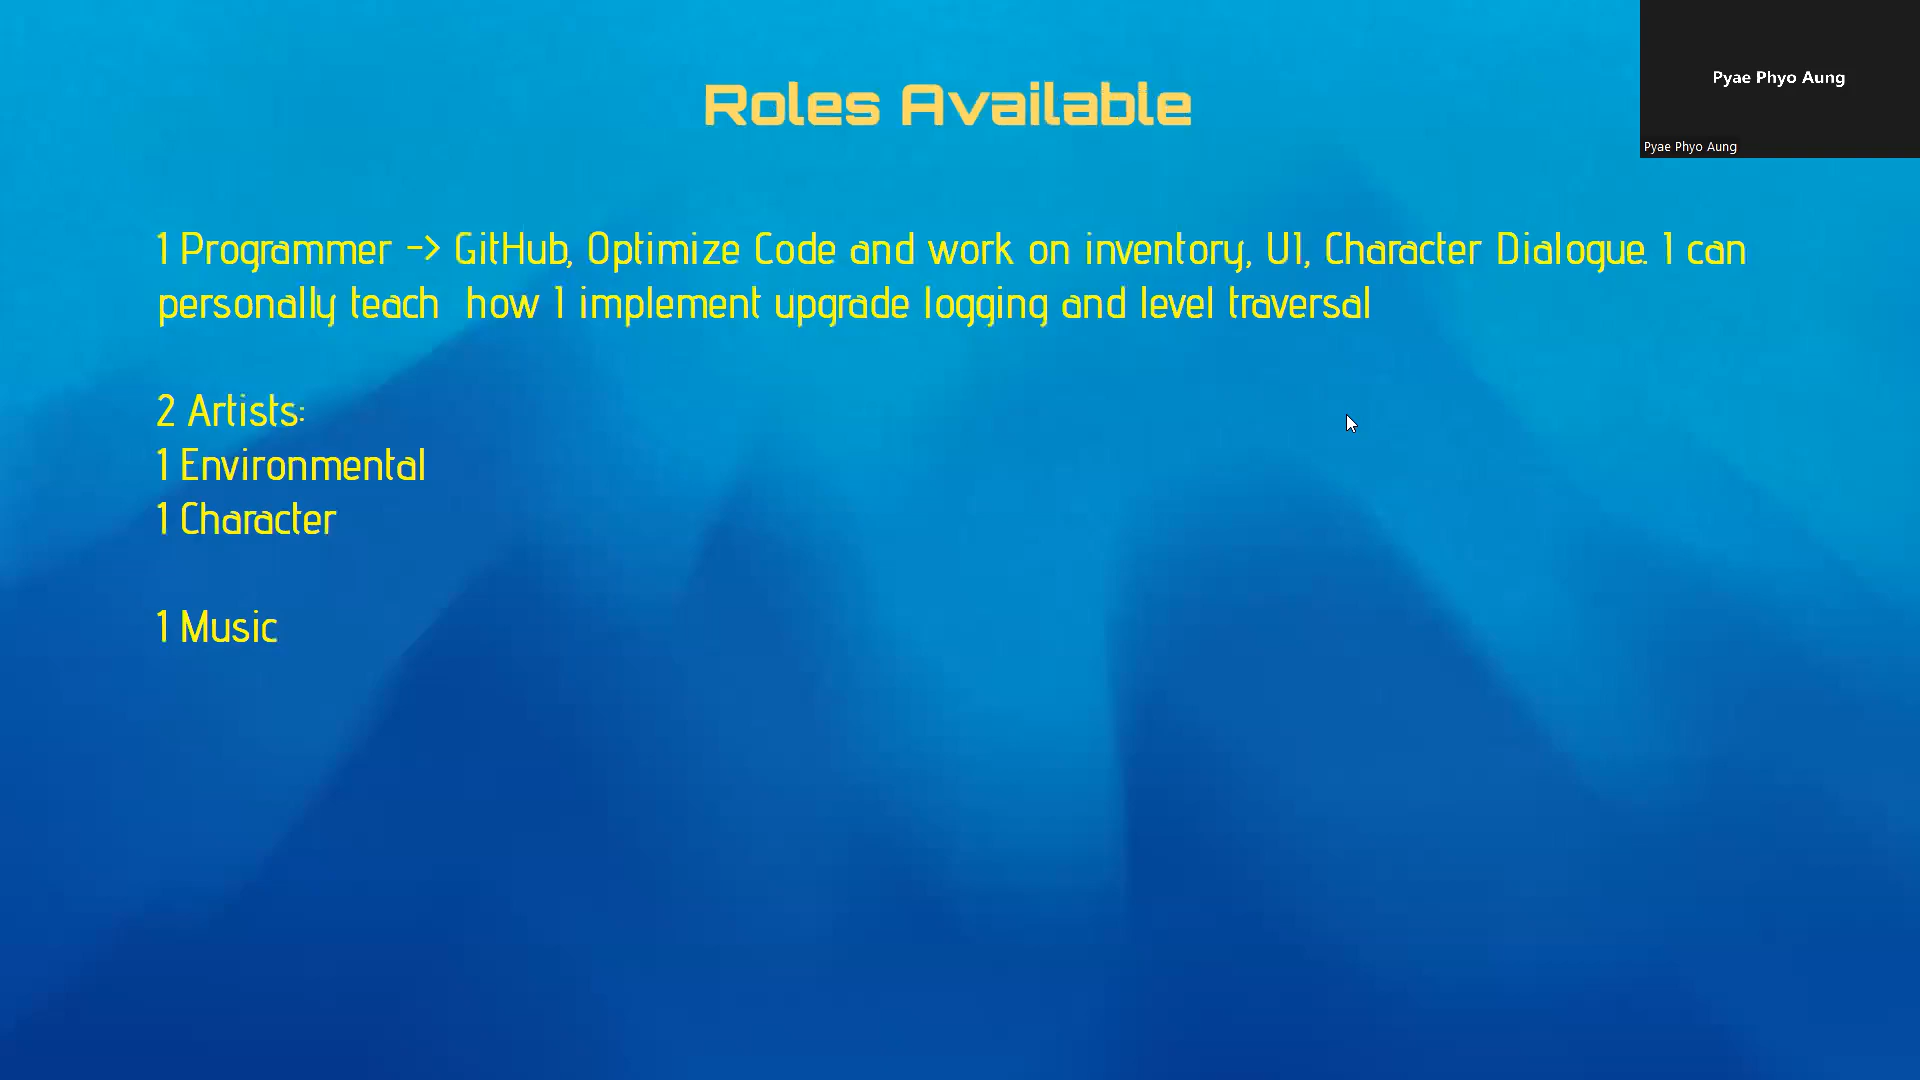 Roles Available
Pyae Phyo Aung
Pyae Phyo Aung
1 Programmer -> GitHub, Optimize Code and work on inventory, UI, Character Dialogue. I can
personally teach  how I implement upgrade logging and level traversal
2 Artists:
1 Environmental
1 Character
1 Music